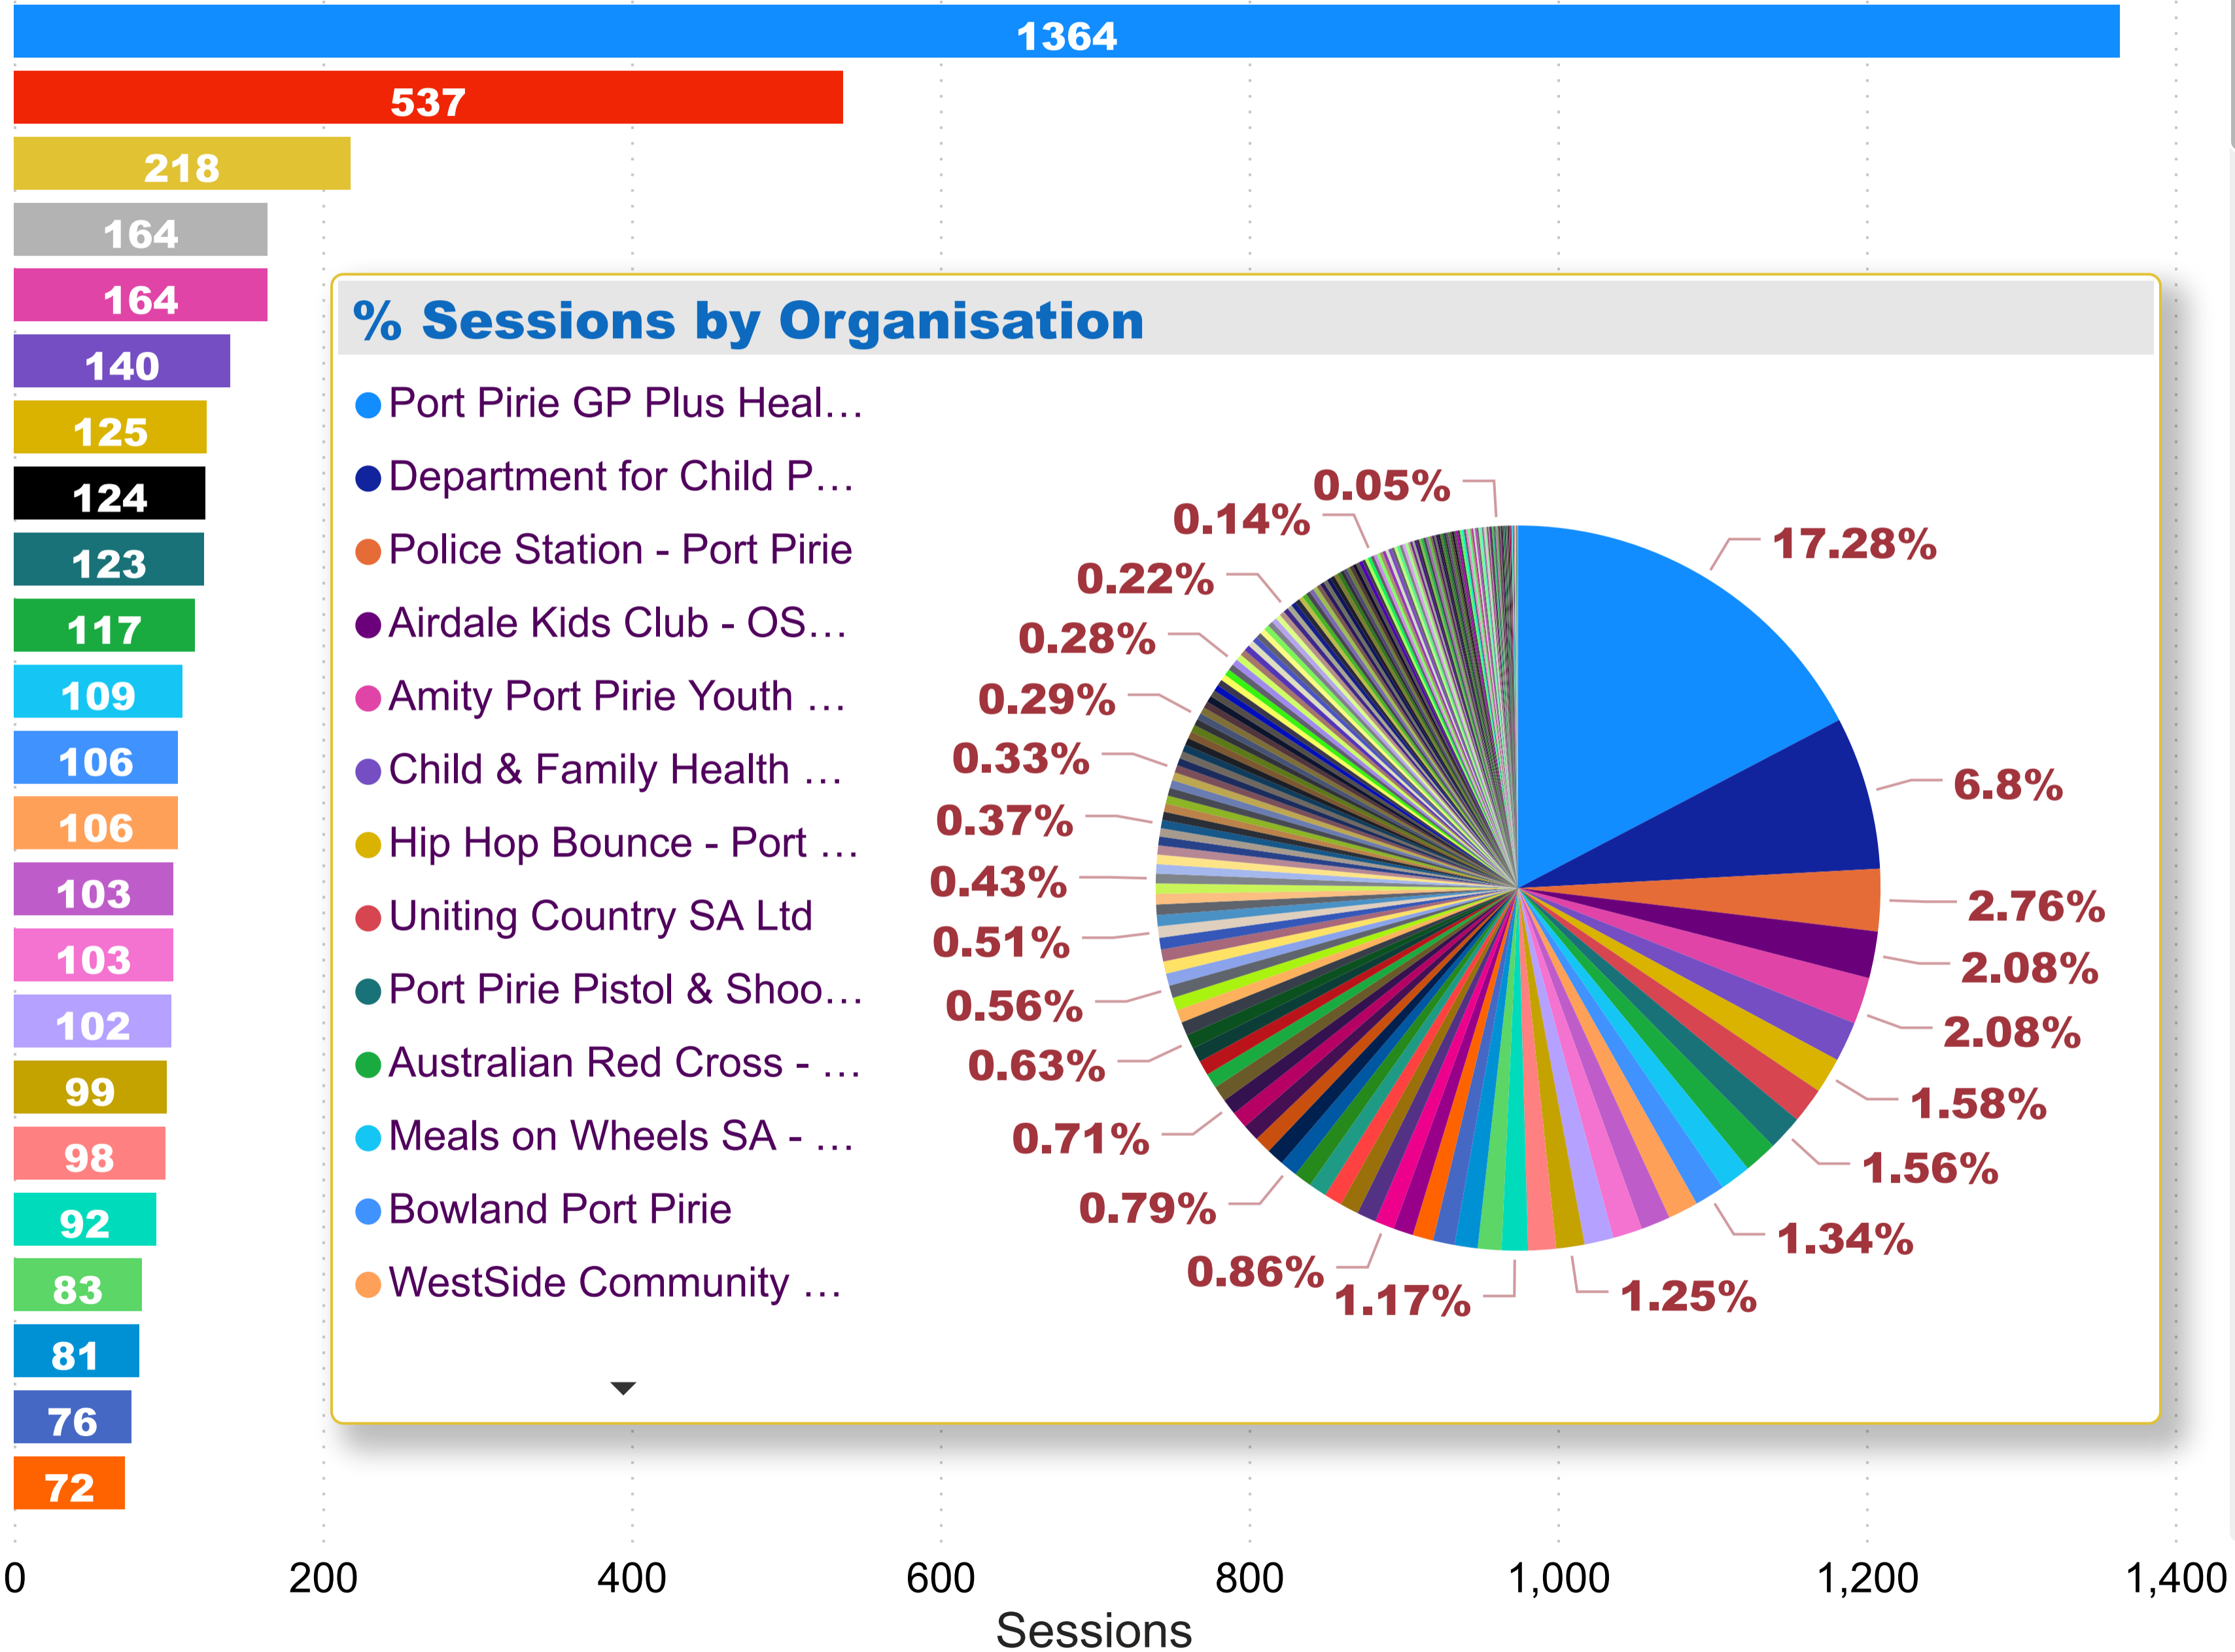 1364
537
218
164
164
140
125
124
123
117
109
106
106
103
103
102
99
98
92
83
81
76
72
% Sessions by Organisation
Port Pirie GP Plus Heal…
Department for Child P…
Police Station - Port Pirie
Airdale Kids Club - OS…
Amity Port Pirie Youth …
Child & Family Health …
Hip Hop Bounce - Port …
Uniting Country SA Ltd
Port Pirie Pistol & Shoo…
Australian Red Cross - …
Meals on Wheels SA - …
Bowland Port Pirie
WestSide Community …
17.28%
6.8%
2.76%
2.08%
2.08%
1.58%
1.56%
1.34%
1.25%
1.17%
0.86%
0.79%
0.71%
0.63%
0.56%
0.51%
0.43%
0.37%
0.33%
0.29%
0.28%
0.22%
0.14%
0.05%
0 200 400 600 800 1,000 1,200 1,400
Sessions